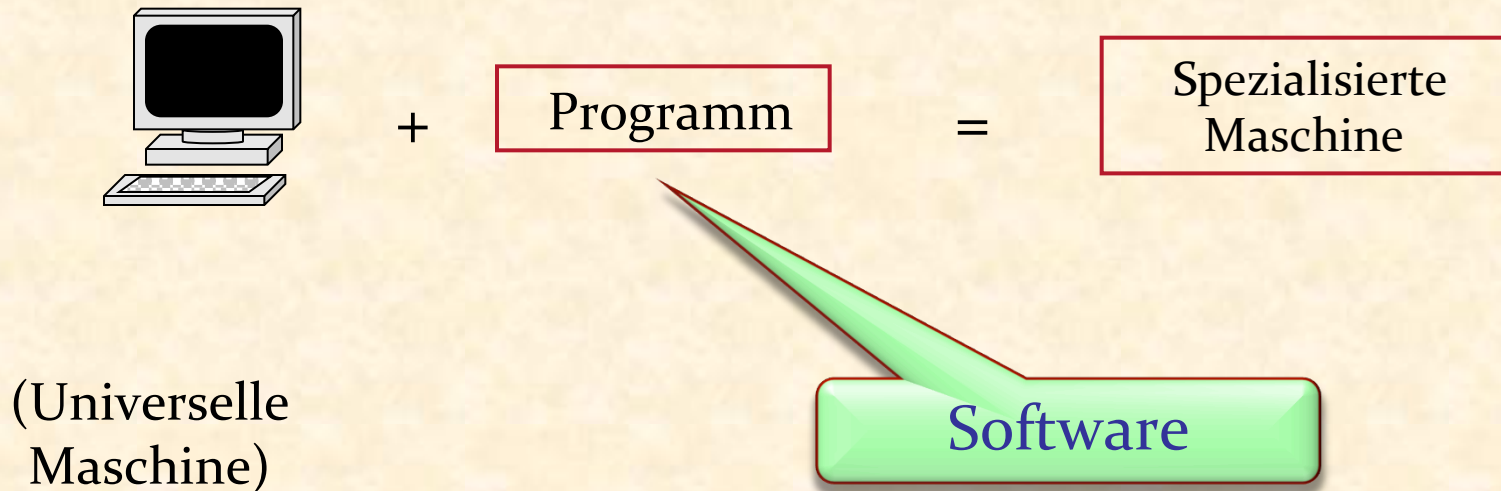 +
Programm
=
Spezialisierte
Maschine
(Universelle
Maschine)
Software